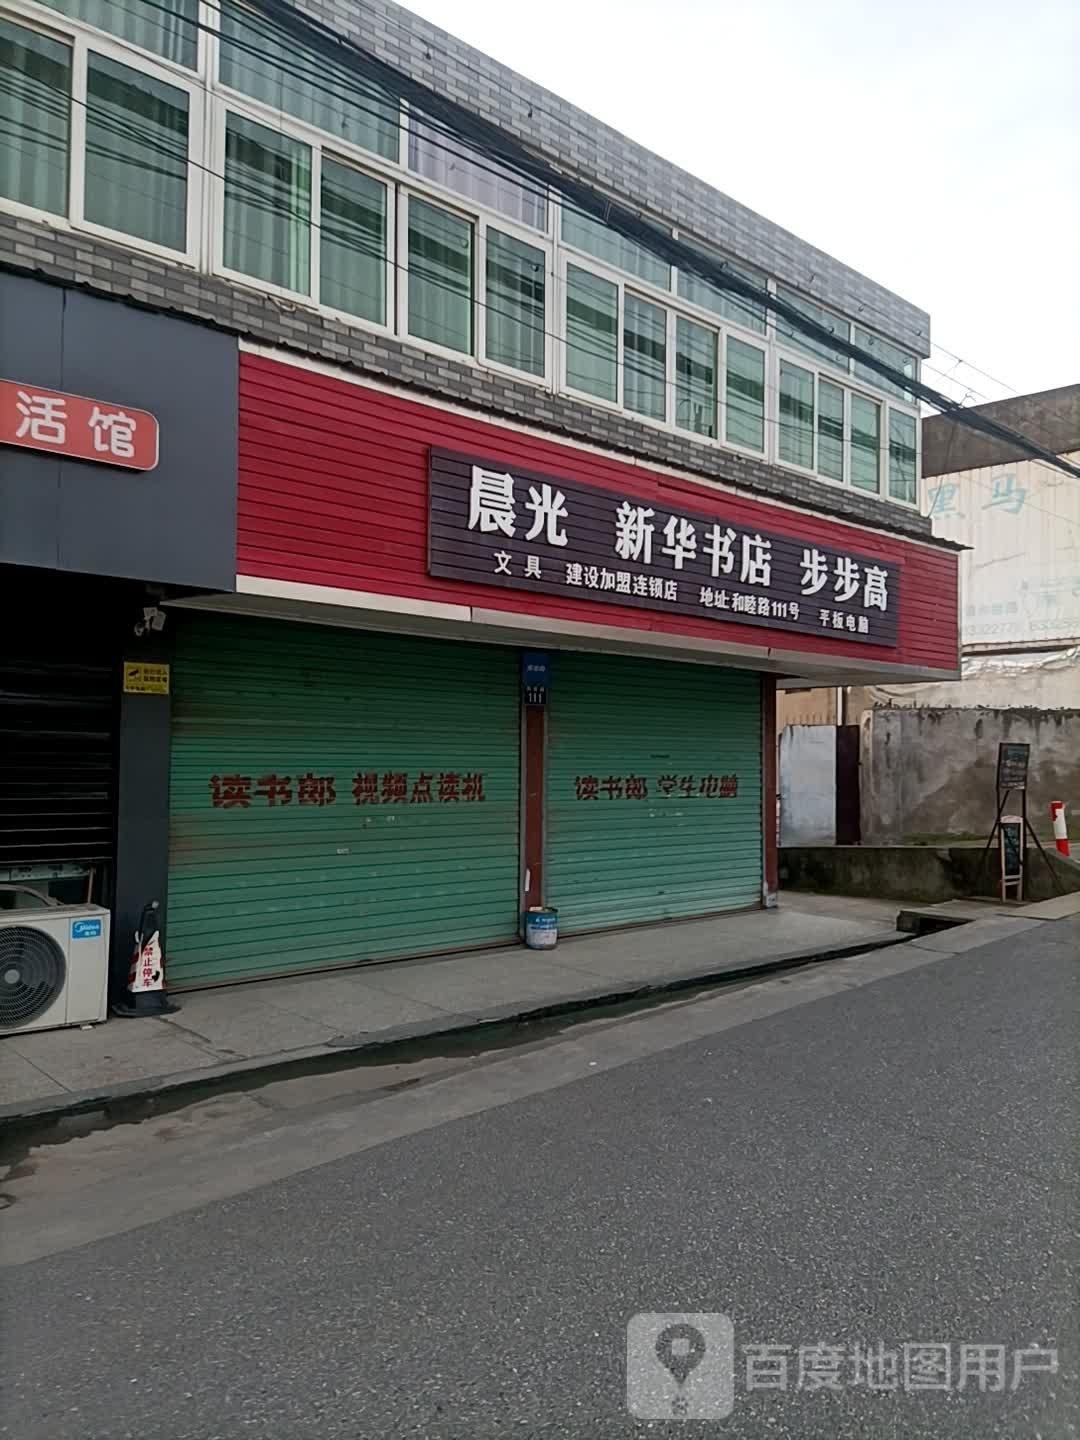 活馆
晨光 新华书店 步步高
文具 建设加盟连锁店 地址:和睦路111号 平板电脑
黑马
111
读书郎 视频点读机
读书郎 学生电脑
Midea
禁止停车
百度地图用户